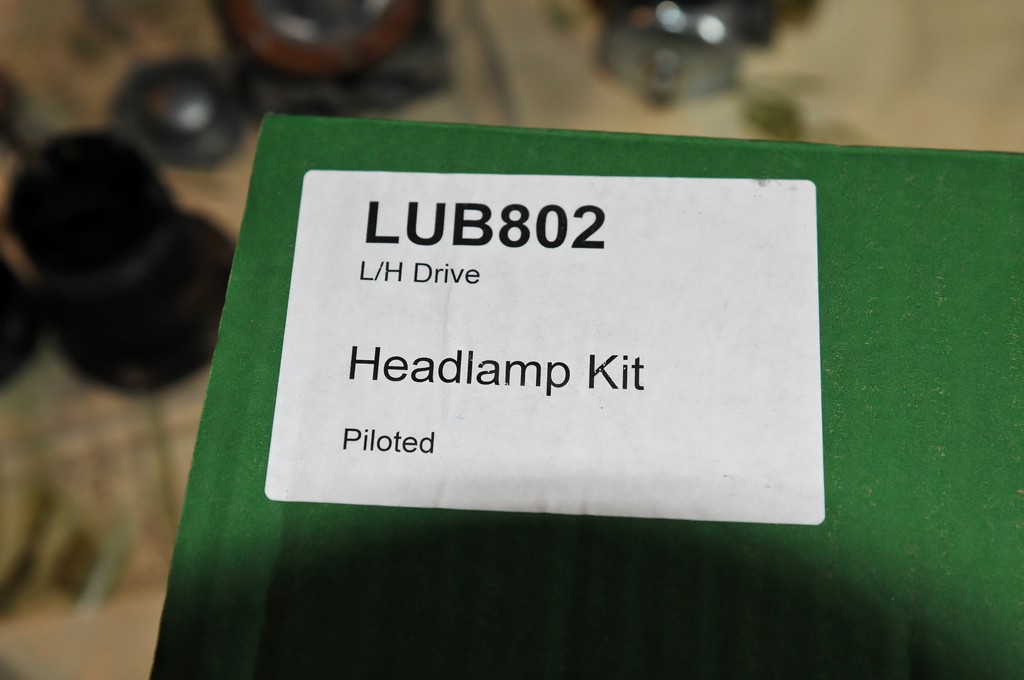 LUB802
L/H Drive
Headlamp Kit
Piloted